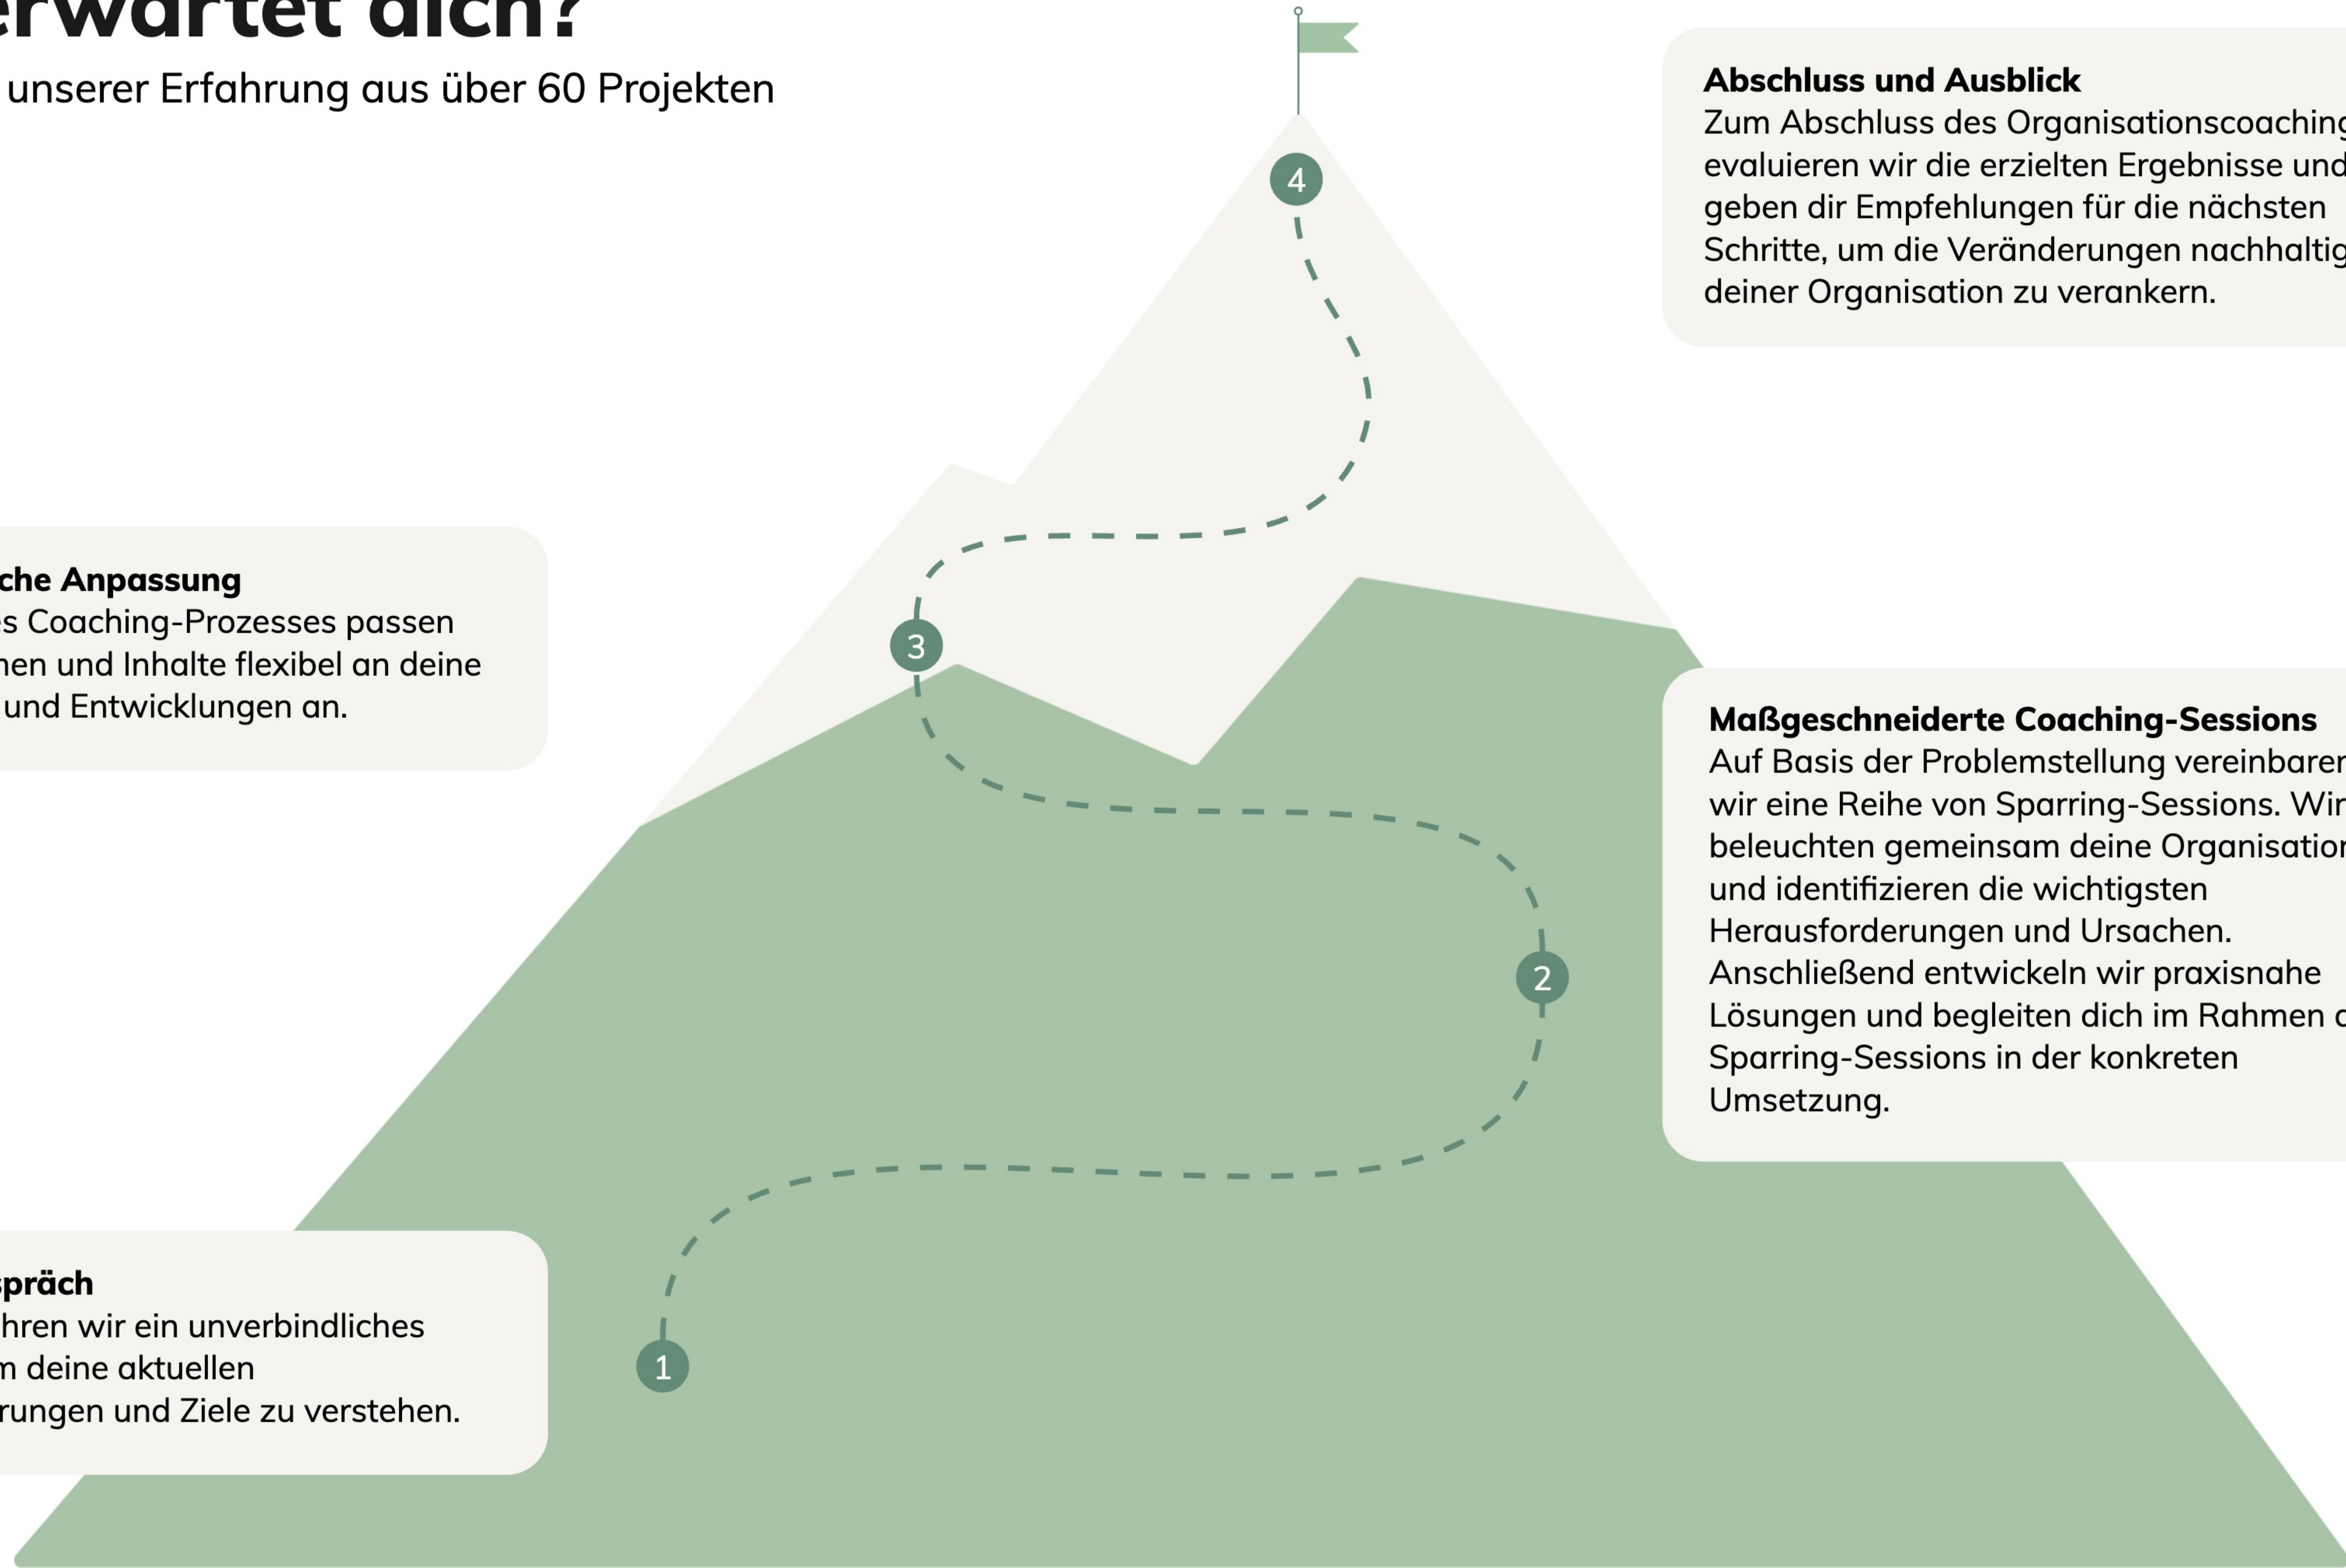 erwartet dich?
unserer Erfahrung aus über 60 Projekten
4
Abschluss und Ausblick
Zum Abschluss des Organisationscoaching
evaluieren wir die erzielten Ergebnisse und
geben dir Empfehlungen für die nächsten
Schritte, um die Veränderungen nachhaltig
deiner Organisation zu verankern.
che Anpassung
es Coaching-Prozesses passen
und Inhalte flexibel an deine
und Entwicklungen an.
3
Maßgeschneiderte Coaching-Sessions
Auf Basis der Problemstellung vereinbaren
wir eine Reihe von Sparring-Sessions. Wir
beleuchten gemeinsam deine Organisation
und identifizieren die wichtigsten
Herausforderungen und Ursachen.
Anschließend entwickeln wir praxisnahe
Lösungen und begleiten dich im Rahmen
Sparring-Sessions in der konkreten
Umsetzung.
2
spräch
hren wir ein unverbindliches
deine aktuellen
rungen und Ziele zu verstehen.
1